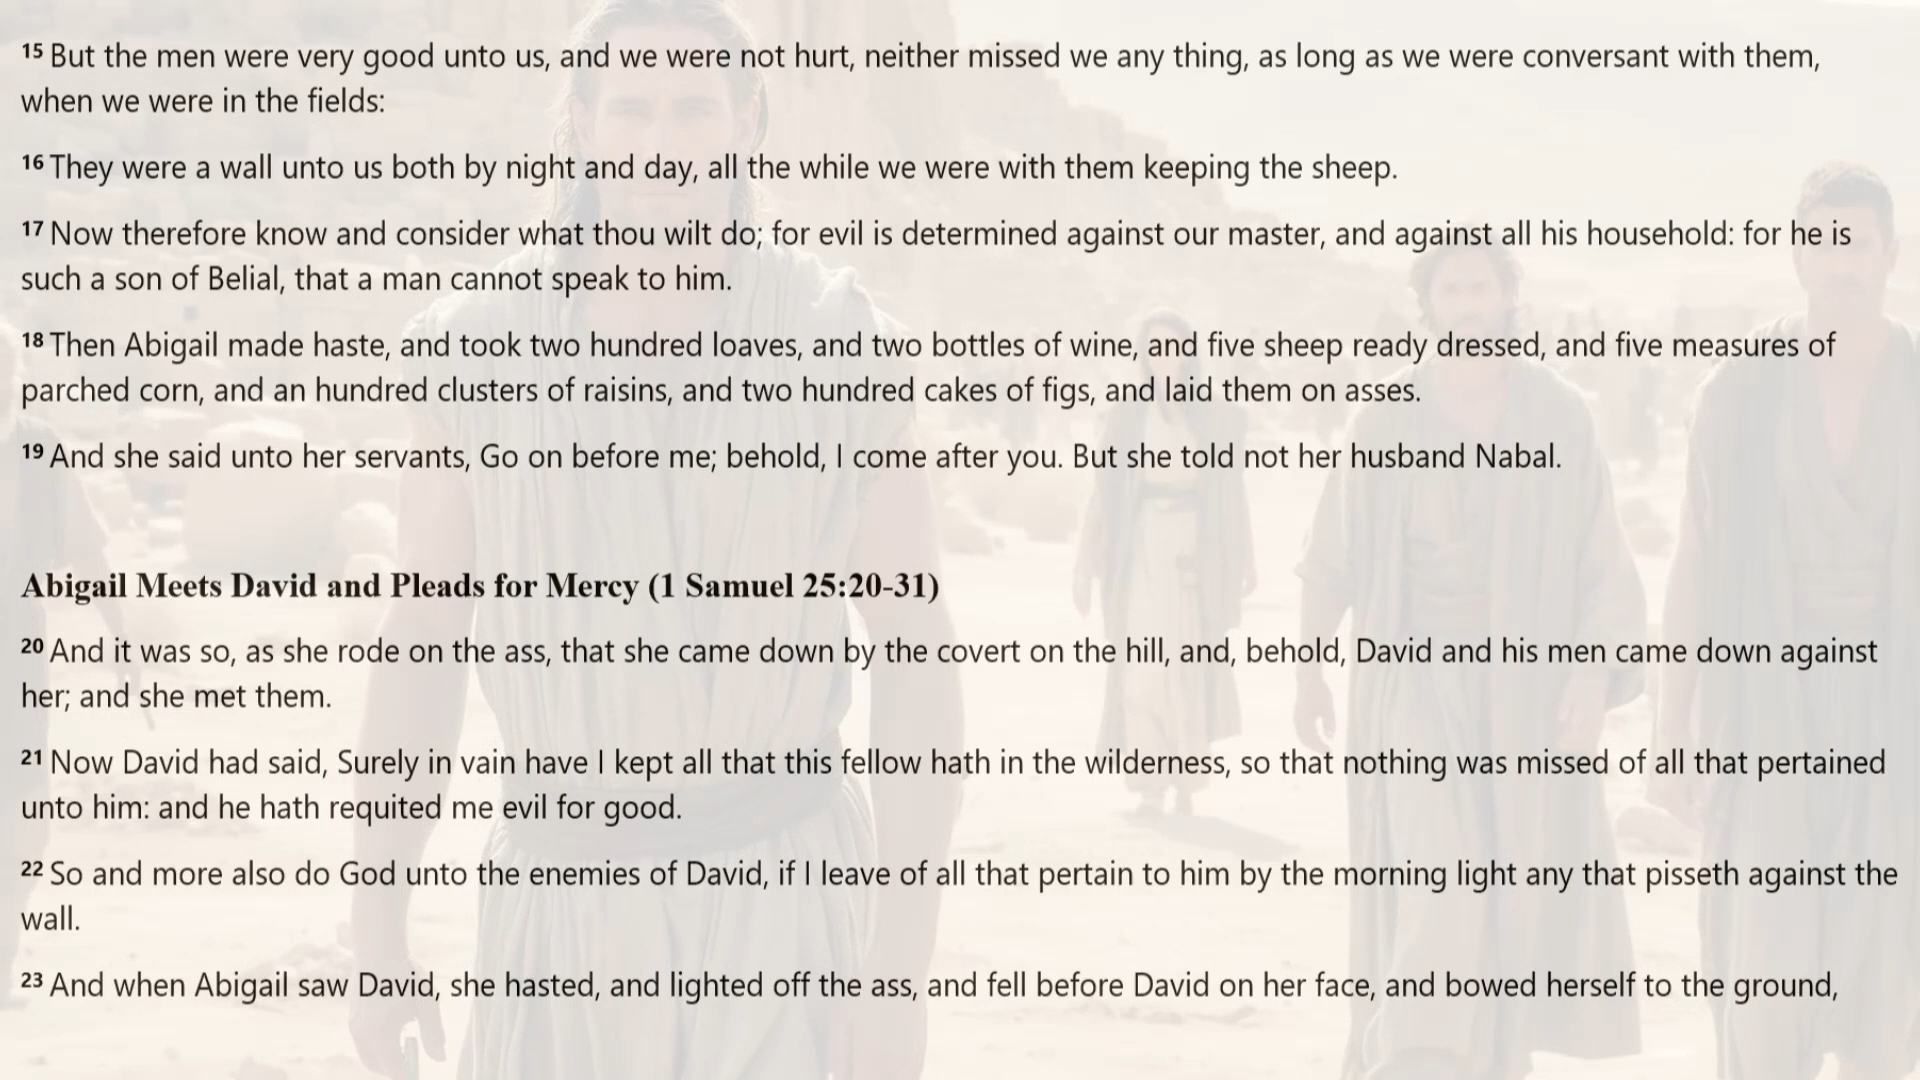 15 But the men were very good unto us, and we were not hurt, neither missed we any thing, as long as we were conversant with them,
when we were in the fields:
16 They were a wall unto us both by night and day, all the while we were with them keeping the sheep.
17 Now therefore know and consider what thou wilt do; for evil is determined against our master, and against all his household: for he is
such a son of Belial, that a man cannot speak to him.
18 Then Abigail made haste, and took two hundred loaves, and two bottles of wine, and five sheep ready dressed, and five measures of
parched corn, and an hundred clusters of raisins, and two hundred cakes of figs, and laid them on asses.
19 And she said unto her servants, Go on before me; behold, I come after you. But she told not her husband Nabal.
Abigail Meets David and Pleads for Mercy (1 Samuel 25:20-31)
20 And it was so, as she rode on the ass, that she came down by the covert on the hill, and, behold, David and his men came down against
her; and she met them.
21 Now David had said, Surely in vain have I kept all that this fellow hath in the wilderness, so that nothing was missed of all that pertained
unto him: and he hath requited me evil for good.
22 So and more also do God unto the enemies of David, if I leave of all that pertain to him by the morning light any that pisseth against the
wall.
23 And when Abigail saw David, she hasted, and lighted off the ass, and fell before David on her face, and bowed herself to the ground,